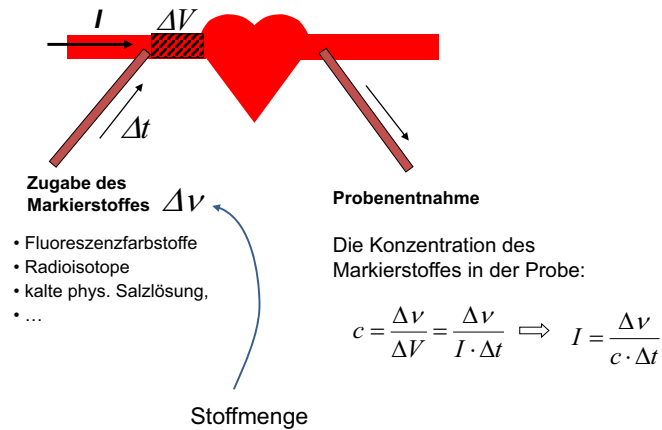 I ΔV
Δt
Zugabe des
Markierstoffes Δν
• Fluoreszenzfarbstoffe
• Radioisotope
• kalte phys. Salzlösung,
• …
Probenentnahme
Die Konzentration des
Markierstoffes in der Probe:
c = Δν/ΔV = Δν/(I · Δt) ⇨ I = Δν/(c · Δt)
Stoffmenge